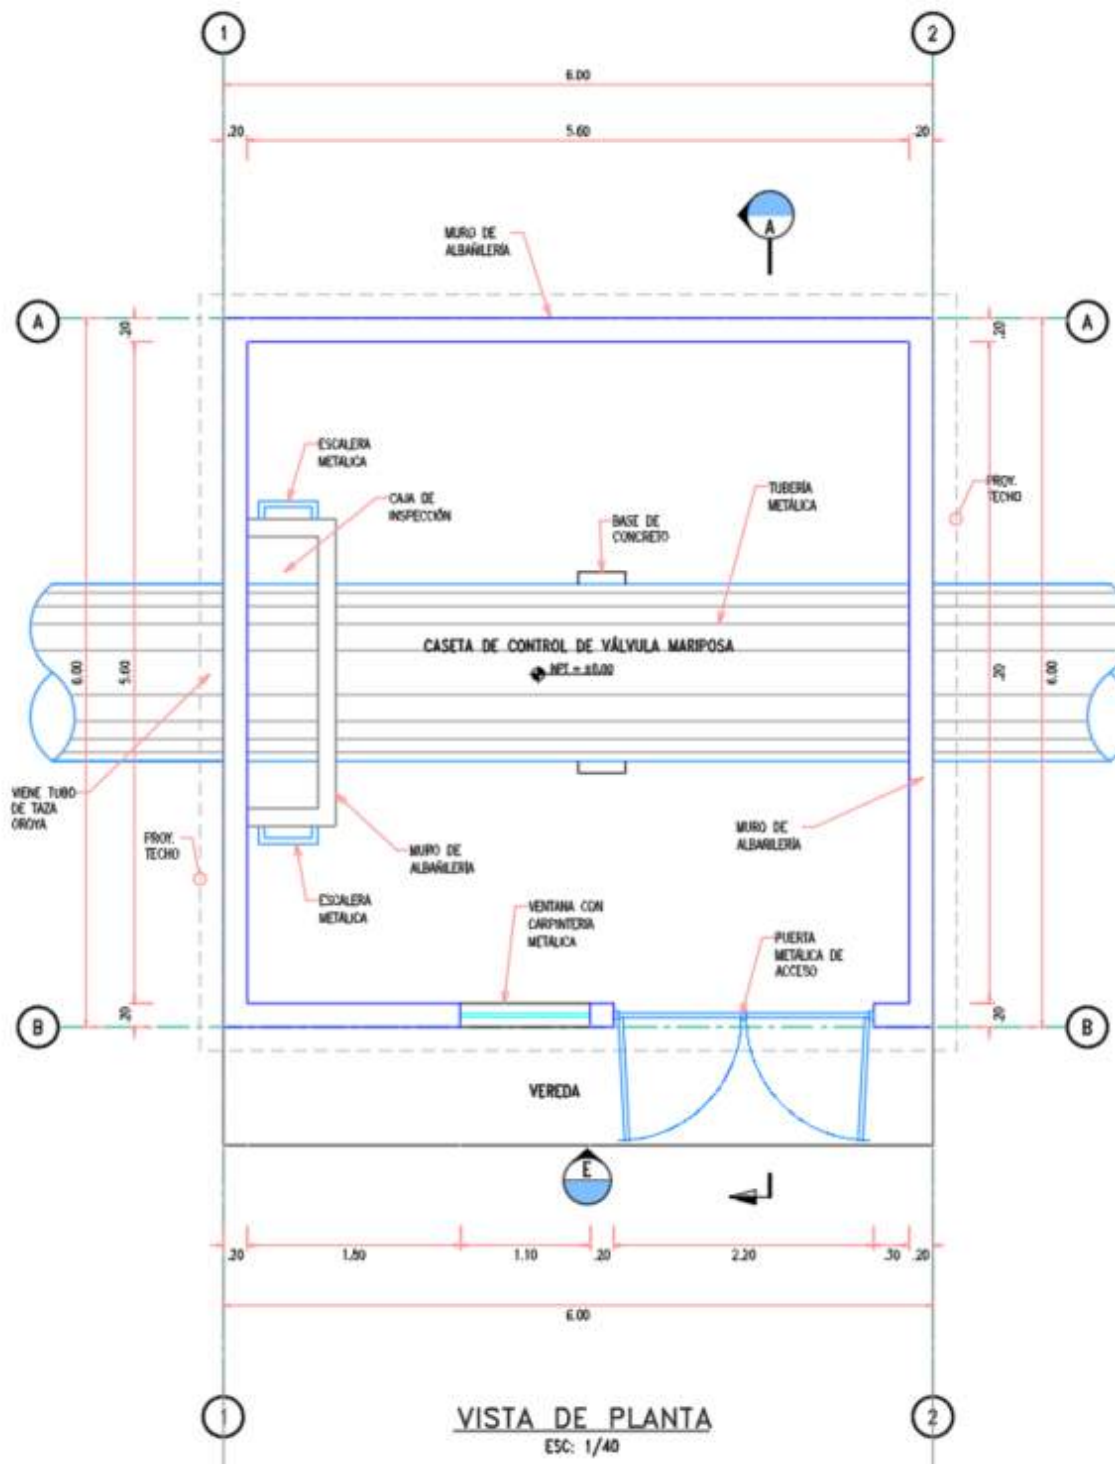 1
2
6.00
.20
5.60
.20
A
MURO DE
ALBAÑILERÍA
A
A
.20
.20
ESCALERA
METÁLICA
CAJA DE
INSPECCIÓN
TUBERÍA
METÁLICA
PROY.
TECHO
BASE DE
CONCRETO
CASETA DE CONTROL DE VÁLVULA MARIPOSA
NPT = ±0.00
6.00
5.60
.20
6.00
VIENE TUBO
DE TAZA
OROYA
PROY.
TECHO
MURO DE
ALBAÑILERÍA
MURO DE
ALBAÑILERÍA
ESCALERA
METÁLICA
VENTANA CON
CARPINTERÍA
METÁLICA
PUERTA
METÁLICA DE
ACCESO
.20
.20
B
B
VEREDA
E
.20
1.80
1.10
.20
2.20
.30
.20
6.00
1
2
VISTA DE PLANTA
ESC: 1/40